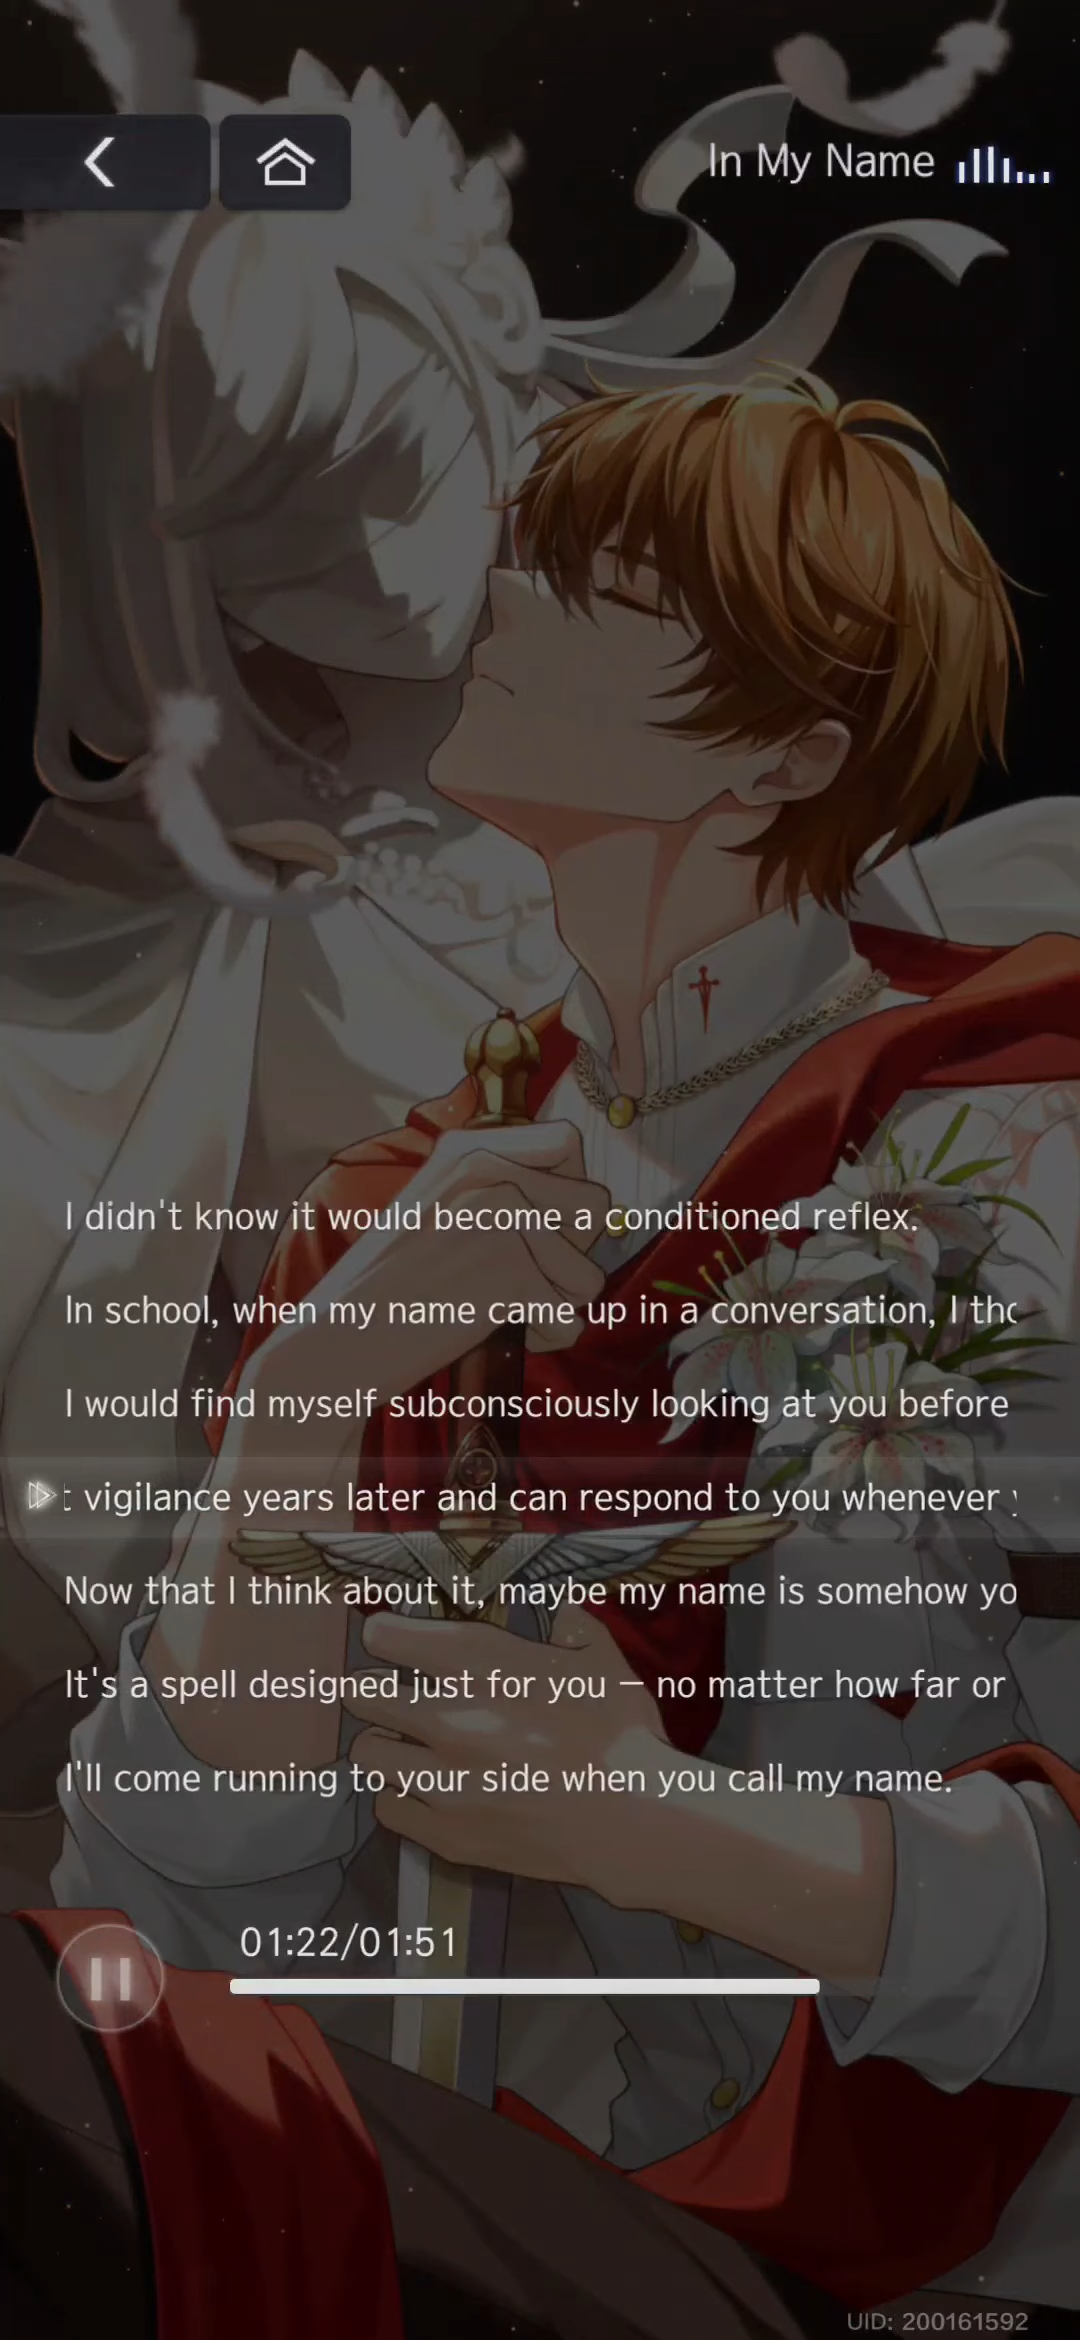 In My Name
I didn't know it would become a conditioned reflex.
In school, when my name came up in a conversation, I
I would find myself subconsciously looking at you before
vigilance years later and can respond to you whenever
Now that I think about it, maybe my name is somehow yo
It's a spell designed just for you — no matter how far or
I'll come running to your side when you call my name.
01:22/01:51
UID: 200161592